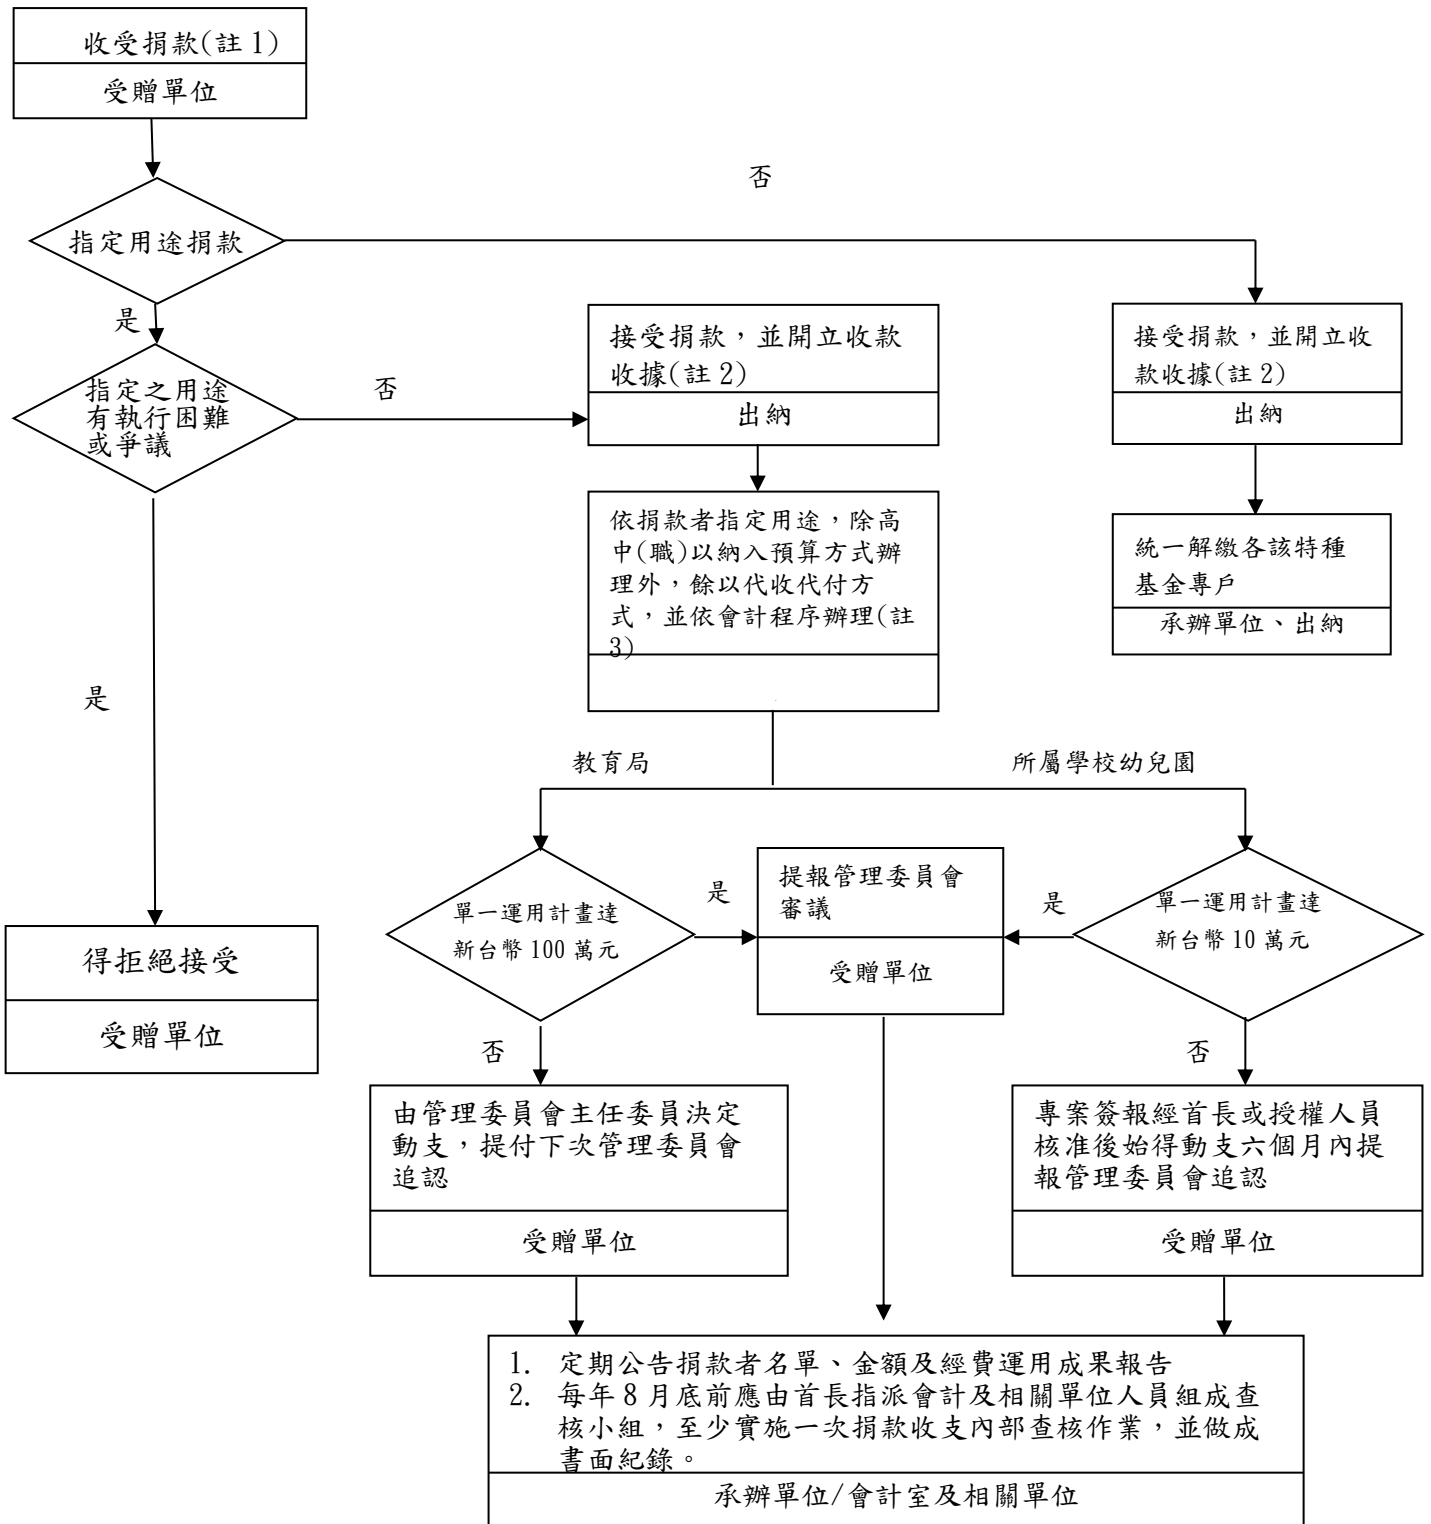 收受捐款(註 1)
受贈單位
否
指定用途捐款
是
接受捐款，並開立收款
收據(註 2)
出納
接受捐款，並開立收
款收據(註 2)
出納
指定之用途
有執行困難
或爭議
否
依捐款者指定用途，除高
中(職)以納入預算方式辦
理外，餘以代收代付方
式，並依會計程序辦理(註
3)
統一解繳各該特種
基金專戶
承辦單位、出納
是
教育局
所屬學校幼兒園
單一運用計畫達
新台幣 100 萬元
是
提報管理委員會
審議
受贈單位
是
單一運用計畫達
新台幣 10 萬元
得拒絕接受
受贈單位
否
否
由管理委員會主任委員決定
動支，提付下次管理委員會
追認
受贈單位
專案簽報經首長或授權人員
核准後始得動支六個月內提
報管理委員會追認
受贈單位
1. 定期公告捐款者名單、金額及經費運用成果報告
2. 每年 8 月底前應由首長指派會計及相關單位人員組成查
核小組，至少實施一次捐款收支內部查核作業，並做成
書面紀錄。
承辦單位/會計室及相關單位